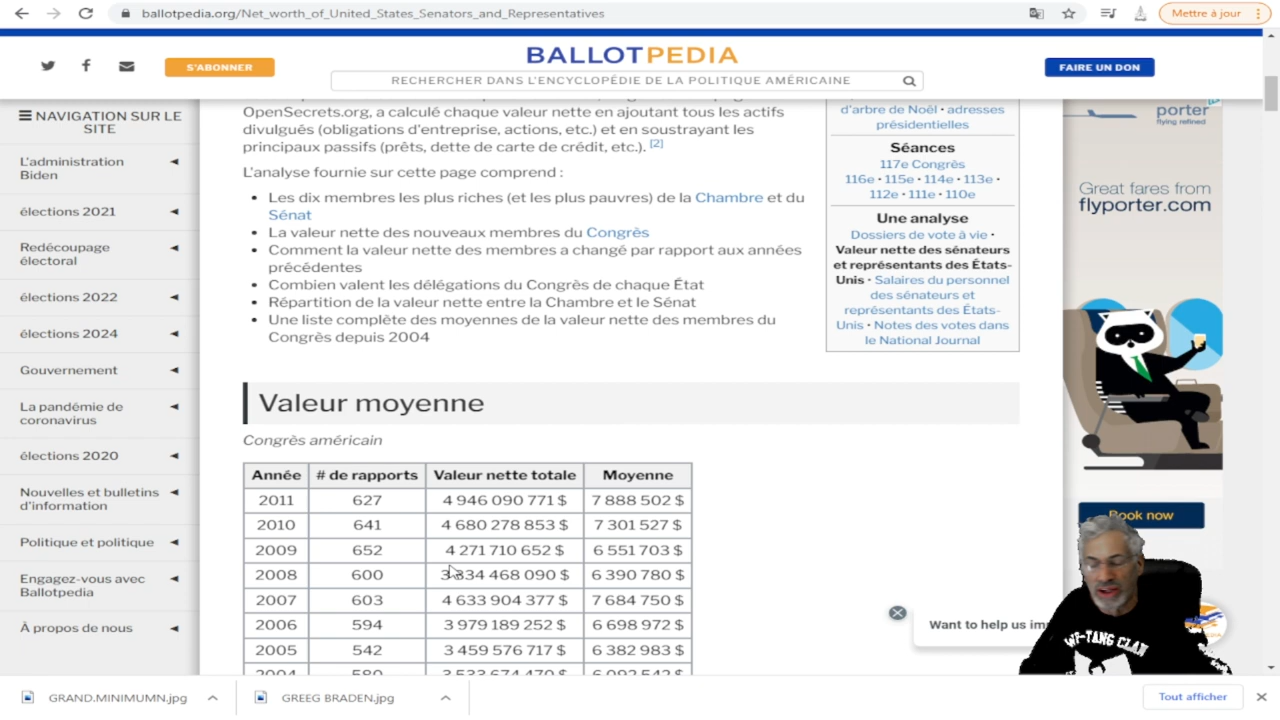 ballotpedia.org/Net_worth_of_United_States_Senators_and_Representatives
Mettre à jour
BALLOTPEDIA
S'ABONNER
RECHERCHER DANS L'ENCYCLOPÉDIE DE LA POLITIQUE AMÉRICAINE
FAIRE UN DON
NAVIGATION SUR LE
SITE
L'administration
Biden
élections 2021
Redécoupage
électoral
élections 2022
élections 2024
Gouvernement
La pandémie de
coronavirus
élections 2020
Nouvelles et bulletins
d'information
Politique et politique
Engagez-vous avec
Ballotpedia
À propos de nous
OpenSecrets.org, a calculé chaque valeur nette en ajoutant tous les actifs
divulgués (obligations d'entreprise, actions, etc.) et en soustrayant les
principaux passifs (prêts, dette de carte de crédit, etc.). [2]
L'analyse fournie sur cette page comprend :
• Les dix membres les plus riches (et les plus pauvres) de la Chambre et du
Sénat
• La valeur nette des nouveaux membres du Congrès
• Comment la valeur nette des membres a changé par rapport aux années
précédentes
• Combien valent les délégations du Congrès de chaque État
• Répartition de la valeur nette entre la Chambre et le Sénat
• Une liste complète des moyennes de la valeur nette des membres du
Congrès depuis 2004
d'arbre de Noël • adresses
présidentielles
Séances
117e Congrès
116e • 115e • 114e • 113e •
112e • 111e • 110e
Une analyse
Dossiers de vote à vie •
Valeur nette des sénateurs
et représentants des États-
Unis • Salaires du personnel
des sénateurs et
représentants des États-
Unis • Notes des votes dans
le National Journal
Valeur moyenne
Congrès américain
Année # de rapports Valeur nette totale Moyenne
2011 627 4 946 090 771 $ 7 888 502 $
2010 641 4 680 278 853 $ 7 301 527 $
2009 652 4 271 710 652 $ 6 551 703 $
2008 600 3 834 468 090 $ 6 390 780 $
2007 603 4 633 904 377 $ 7 684 750 $
2006 594 3 979 189 252 $ 6 698 972 $
2005 542 3 459 576 717 $ 6 382 983 $
porter
flying refined
Great fares from
flyporter.com
Book now
Want to help us
WU-TANG CLAN
GRAND.MINIMUMN.jpg
GREEG BRADEN.jpg
Tout afficher